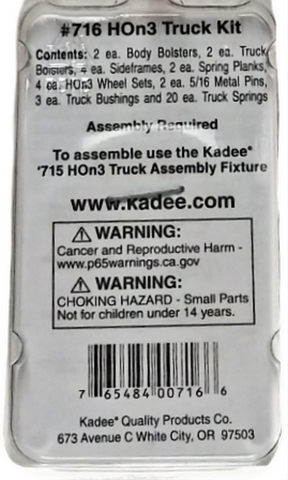 #716 HOn3 Truck Kit
Contents: 2 ea. Body Bolsters, 2 ea. Truck
Bolsters, 4 ea. Sideframes, 2 ea. Spring Planks,
4 ea. HOn3 Wheel Sets, 2 ea. 5/16 Metal Pins,
3 ea. Truck Bushings and 20 ea. Truck Springs
Assembly Required
To assemble use the Kadee®
'715 HOn3 Truck Assembly Fixture
www.kadee.com
⚠ WARNING:
Cancer and Reproductive Harm -
www.p65warnings.ca.gov
⚠ WARNING:
CHOKING HAZARD - Small Parts
Not for children under 14 years.
7 65484 00716 6
Kadee® Quality Products Co.
673 Avenue C White City, OR 97503